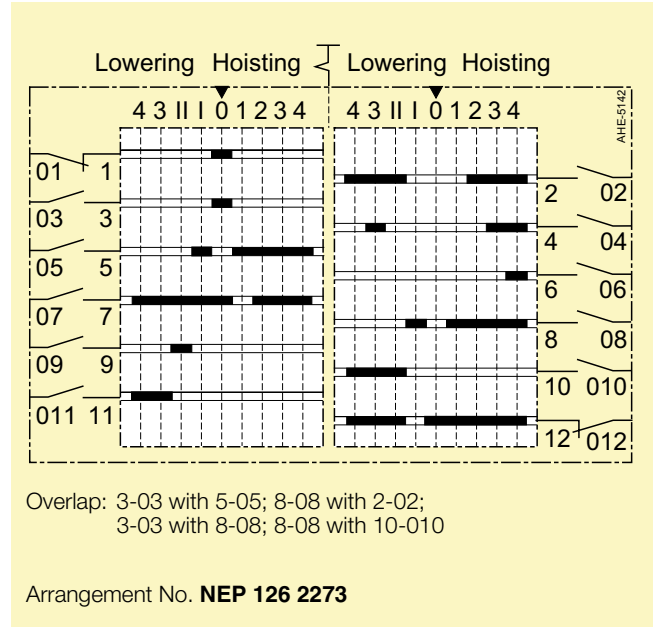 Lowering Hoisting Lowering Hoisting
4 3 II I 0 1 2 3 4 4 3 II I 0 1 2 3 4
AHE-5142
01 1
2 02
03 3
4 04
05 5
6 06
07 7
8 08
09 9
10 010
011 11
12 012
Overlap: 3-03 with 5-05; 8-08 with 2-02;
3-03 with 8-08; 8-08 with 10-010
Arrangement No. NEP 126 2273